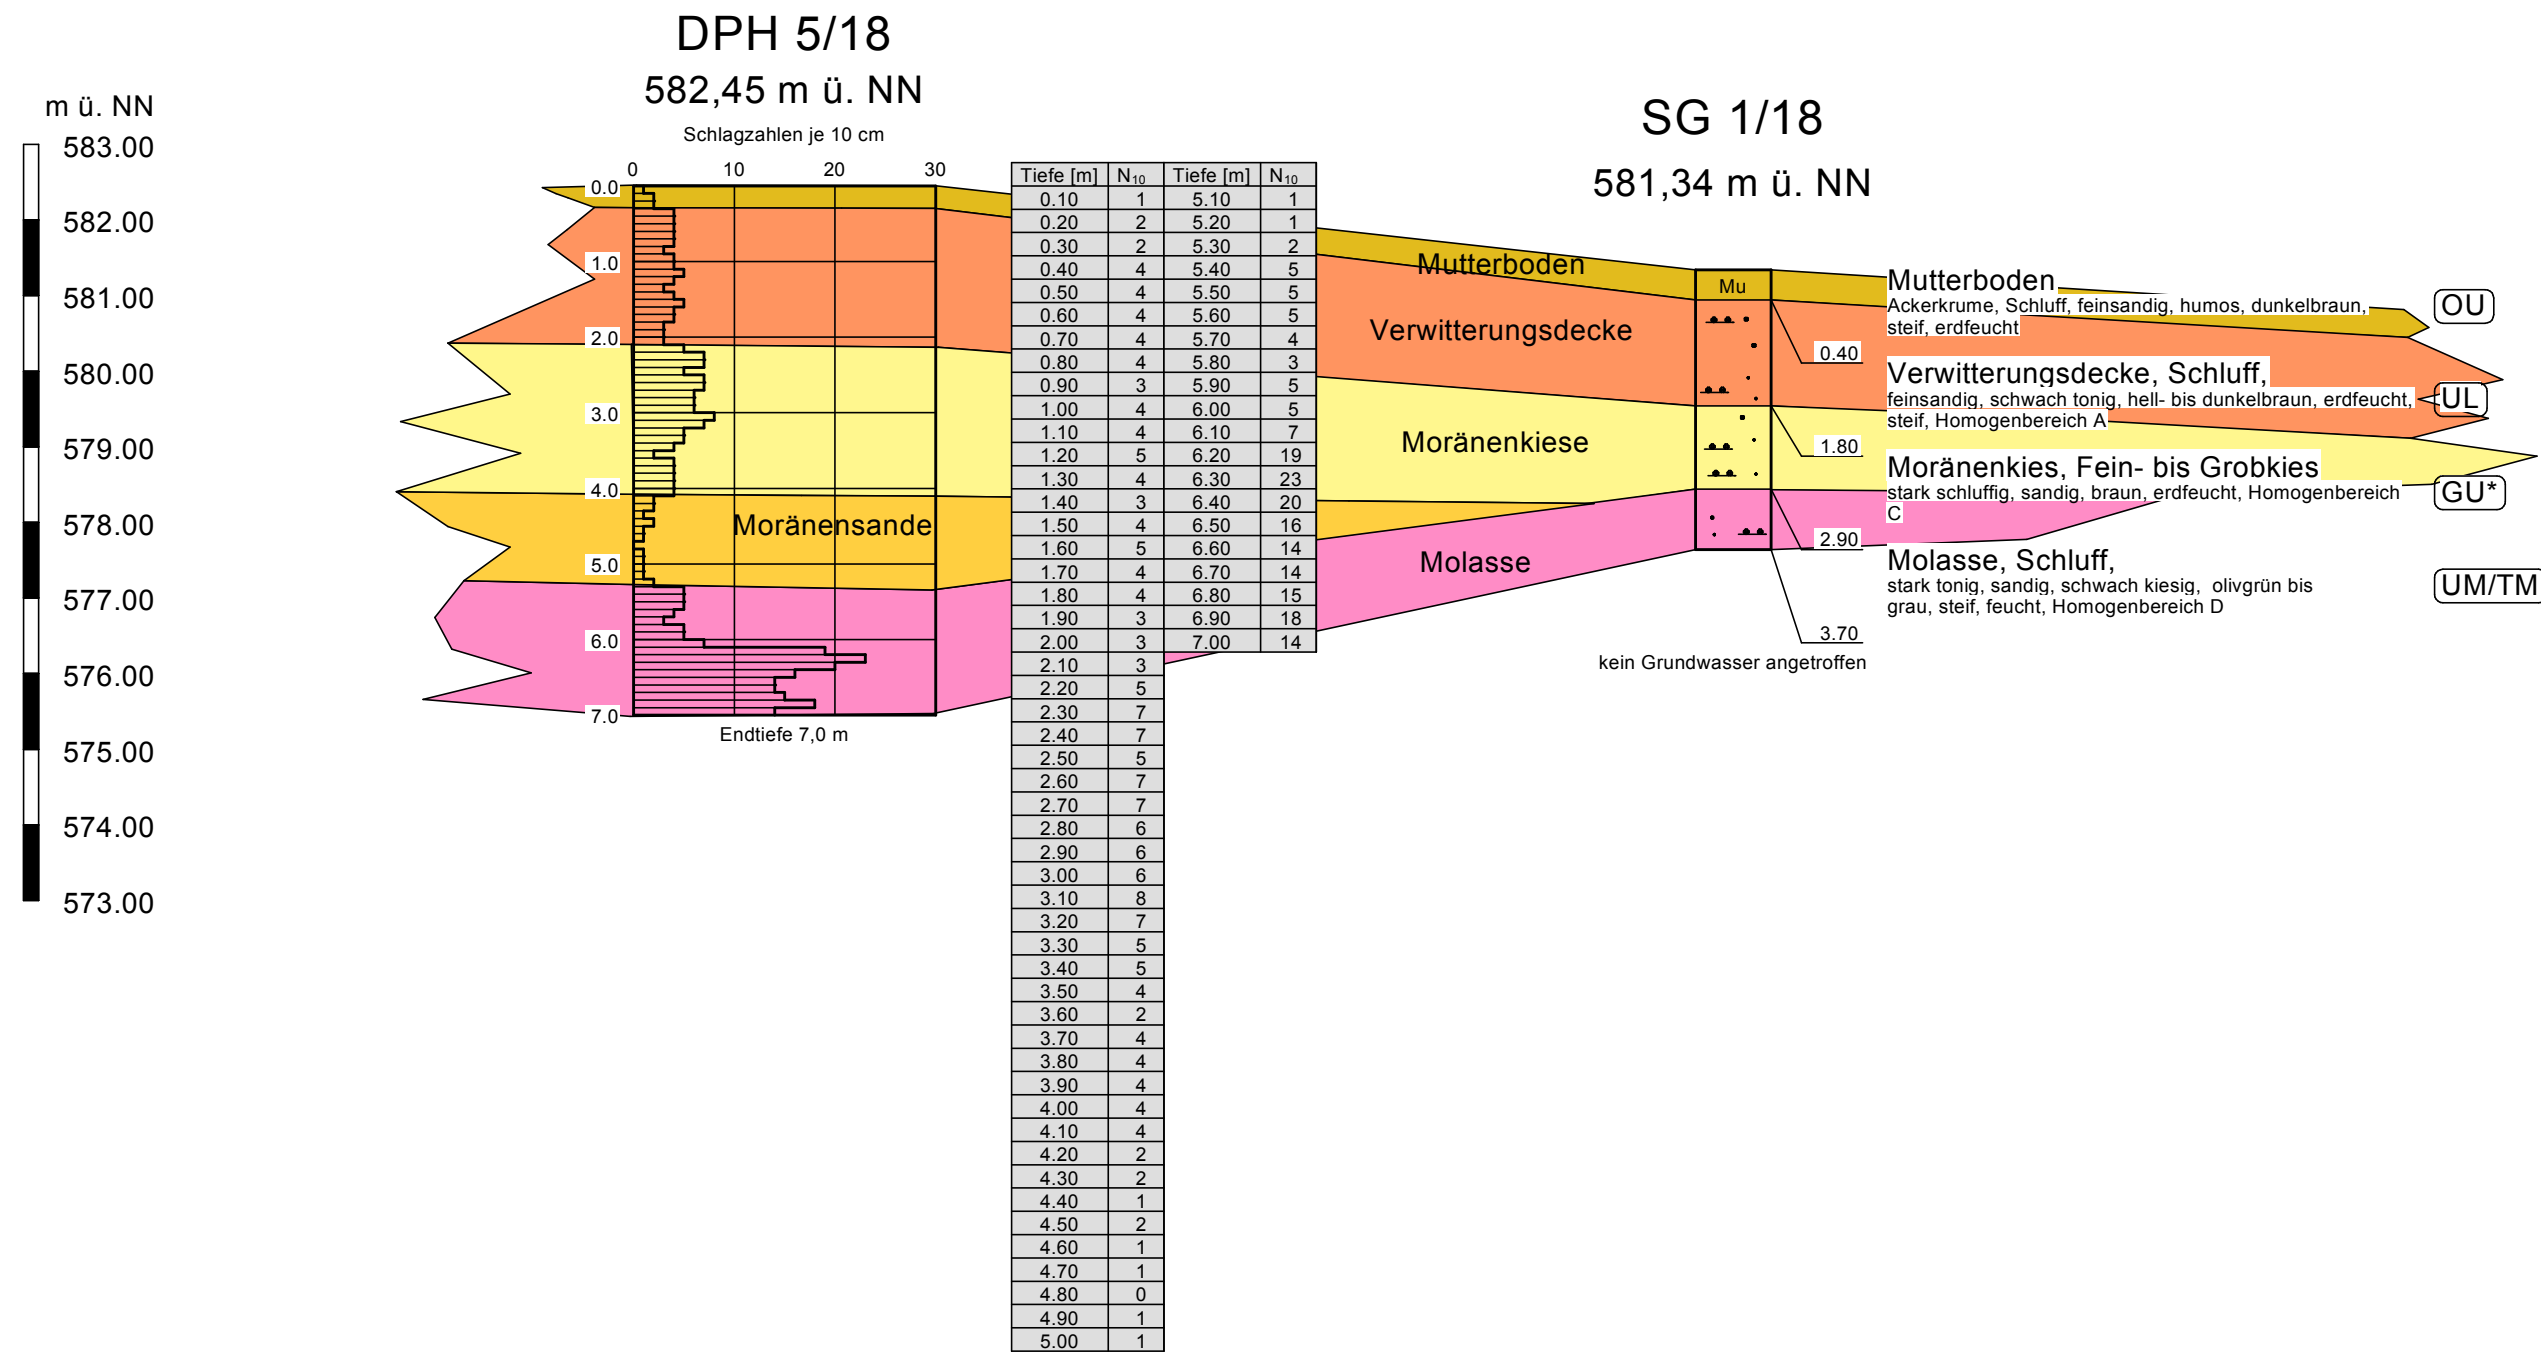 DPH 5/18
582,45 m ü. NN
Schlagzahlen je 10 cm
0 10 20 30
0.0
1.0
2.0
3.0
4.0
5.0
6.0
7.0
Endtiefe 7,0 m
m ü. NN
583.00
582.00
581.00
580.00
579.00
578.00
577.00
576.00
575.00
574.00
573.00
Moränensande
Tiefe [m] N10 Tiefe [m] N10
0.10 1 5.10 1
0.20 2 5.20 1
0.30 2 5.30 2
0.40 4 5.40 5
0.50 4 5.50 5
0.60 4 5.60 5
0.70 4 5.70 4
0.80 4 5.80 3
0.90 3 5.90 5
1.00 4 6.00 5
1.10 4 6.10 7
1.20 5 6.20 19
1.30 4 6.30 23
1.40 3 6.40 20
1.50 4 6.50 16
1.60 5 6.60 14
1.70 4 6.70 14
1.80 4 6.80 15
1.90 3 6.90 18
2.00 3 7.00 14
2.10 3
2.20 5
2.30 7
2.40 7
2.50 5
2.60 7
2.70 7
2.80 6
2.90 6
3.00 6
3.10 8
3.20 7
3.30 5
3.40 5
3.50 4
3.60 2
3.70 4
3.80 4
3.90 4
4.00 4
4.10 4
4.20 2
4.30 2
4.40 1
4.50 2
4.60 1
4.70 1
4.80 0
4.90 1
5.00 1
Mutterboden
Verwitterungsdecke
Moränenkiese
Molasse
SG 1/18
581,34 m ü. NN
Mu
0.40
1.80
2.90
3.70
kein Grundwasser angetroffen
Mutterboden
Ackerkrume, Schluff, feinsandig, humos, dunkelbraun,
steif, erdfeucht
OU
Verwitterungsdecke, Schluff,
feinsandig, schwach tonig, hell- bis dunkelbraun, erdfeucht,
steif, Homogenbereich A
UL
Moränenkies, Fein- bis Grobkies
stark schluffig, sandig, braun, erdfeucht, Homogenbereich
C
GU*
Molasse, Schluff,
stark tonig, sandig, schwach kiesig, olivgrün bis
grau, steif, feucht, Homogenbereich D
UM/TM